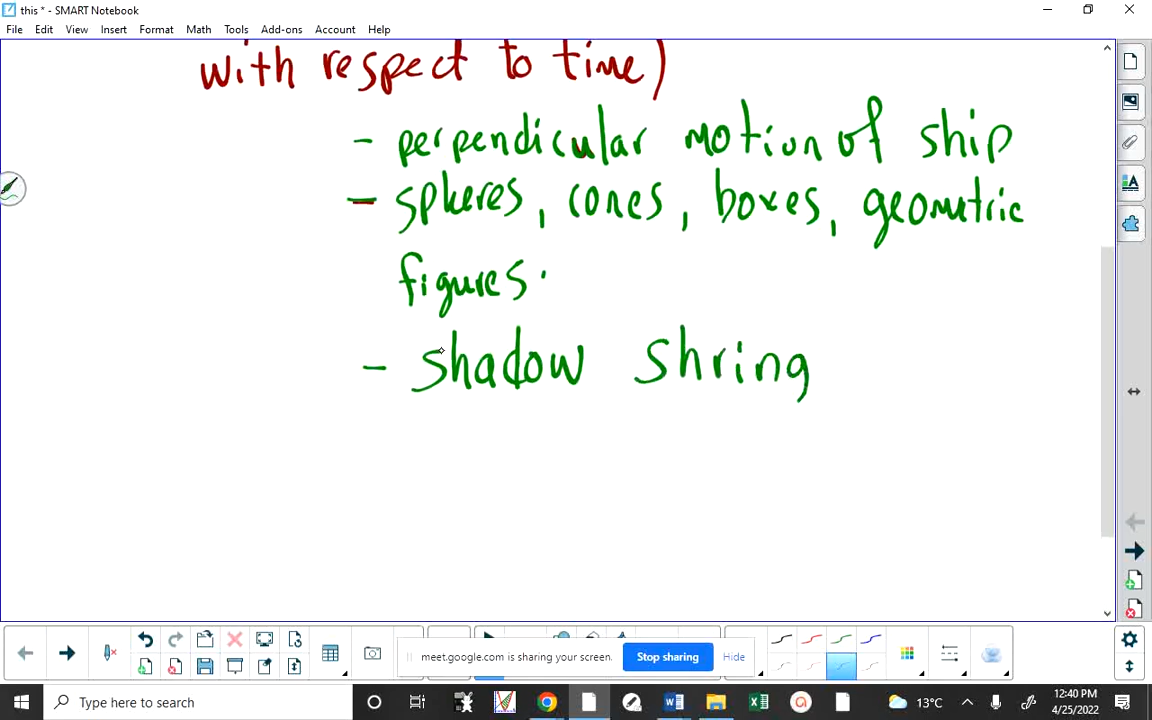 this * - SMART Notebook
File Edit View Insert Format Math Tools Add-ons Account Help
with respect to time)
- perpendicular motion of ship
- spheres, cones, boxes, geometric
figures.
- shadow shring
meet.google.com is sharing your screen. Stop sharing Hide
Type here to search
13°C
12:40 PM
4/25/2022